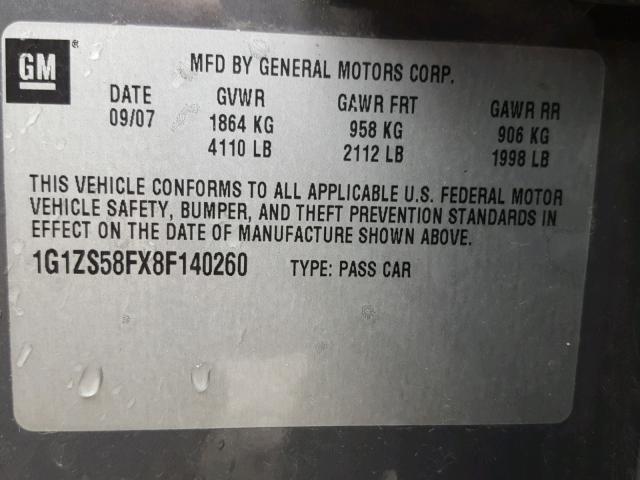 GM
®
MFD BY GENERAL MOTORS CORP.
DATE GVWR GAWR FRT GAWR RR
09/07 1864 KG 958 KG 906 KG
4110 LB 2112 LB 1998 LB
THIS VEHICLE CONFORMS TO ALL APPLICABLE U.S. FEDERAL MOTOR
VEHICLE SAFETY, BUMPER, AND THEFT PREVENTION STANDARDS IN
EFFECT ON THE DATE OF MANUFACTURE SHOWN ABOVE.
1G1ZS58FX8F140260 TYPE: PASS CAR